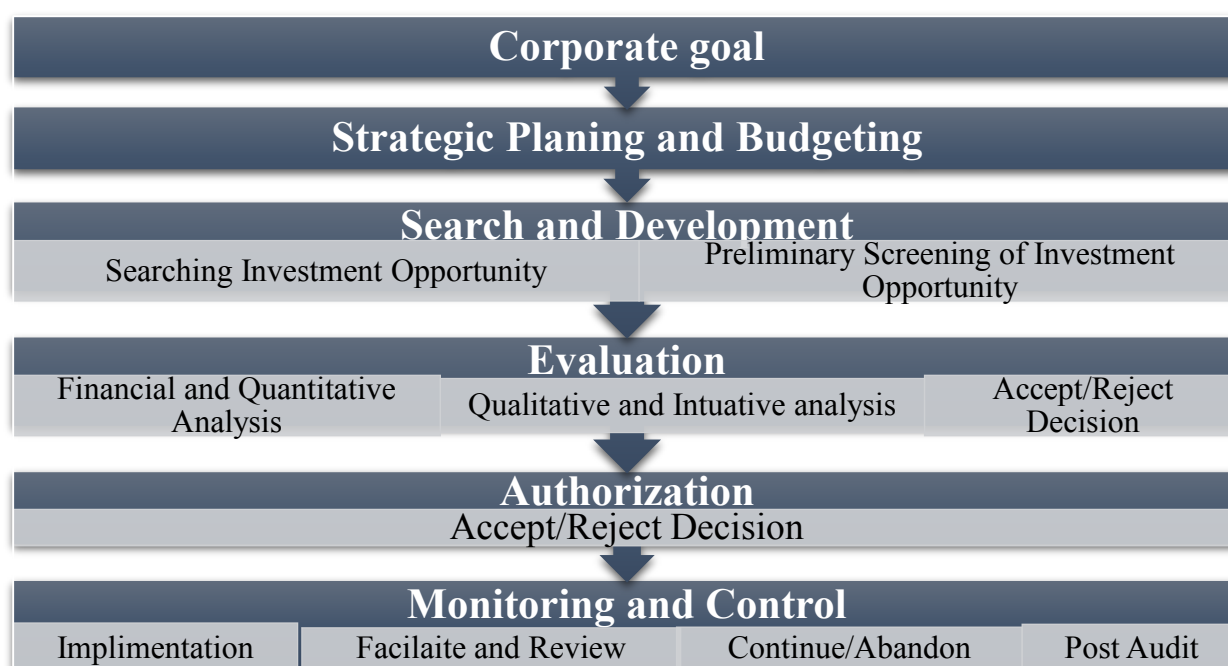 Corporate goal
Strategic Planing and Budgeting
Search and Development
Searching Investment Opportunity
Preliminary Screening of Investment
Opportunity
Evaluation
Financial and Quantitative
Analysis
Qualitative and Intuative analysis
Accept/Reject
Decision
Authorization
Accept/Reject Decision
Monitoring and Control
Implimentation
Facilaite and Review
Continue/Abandon
Post Audit